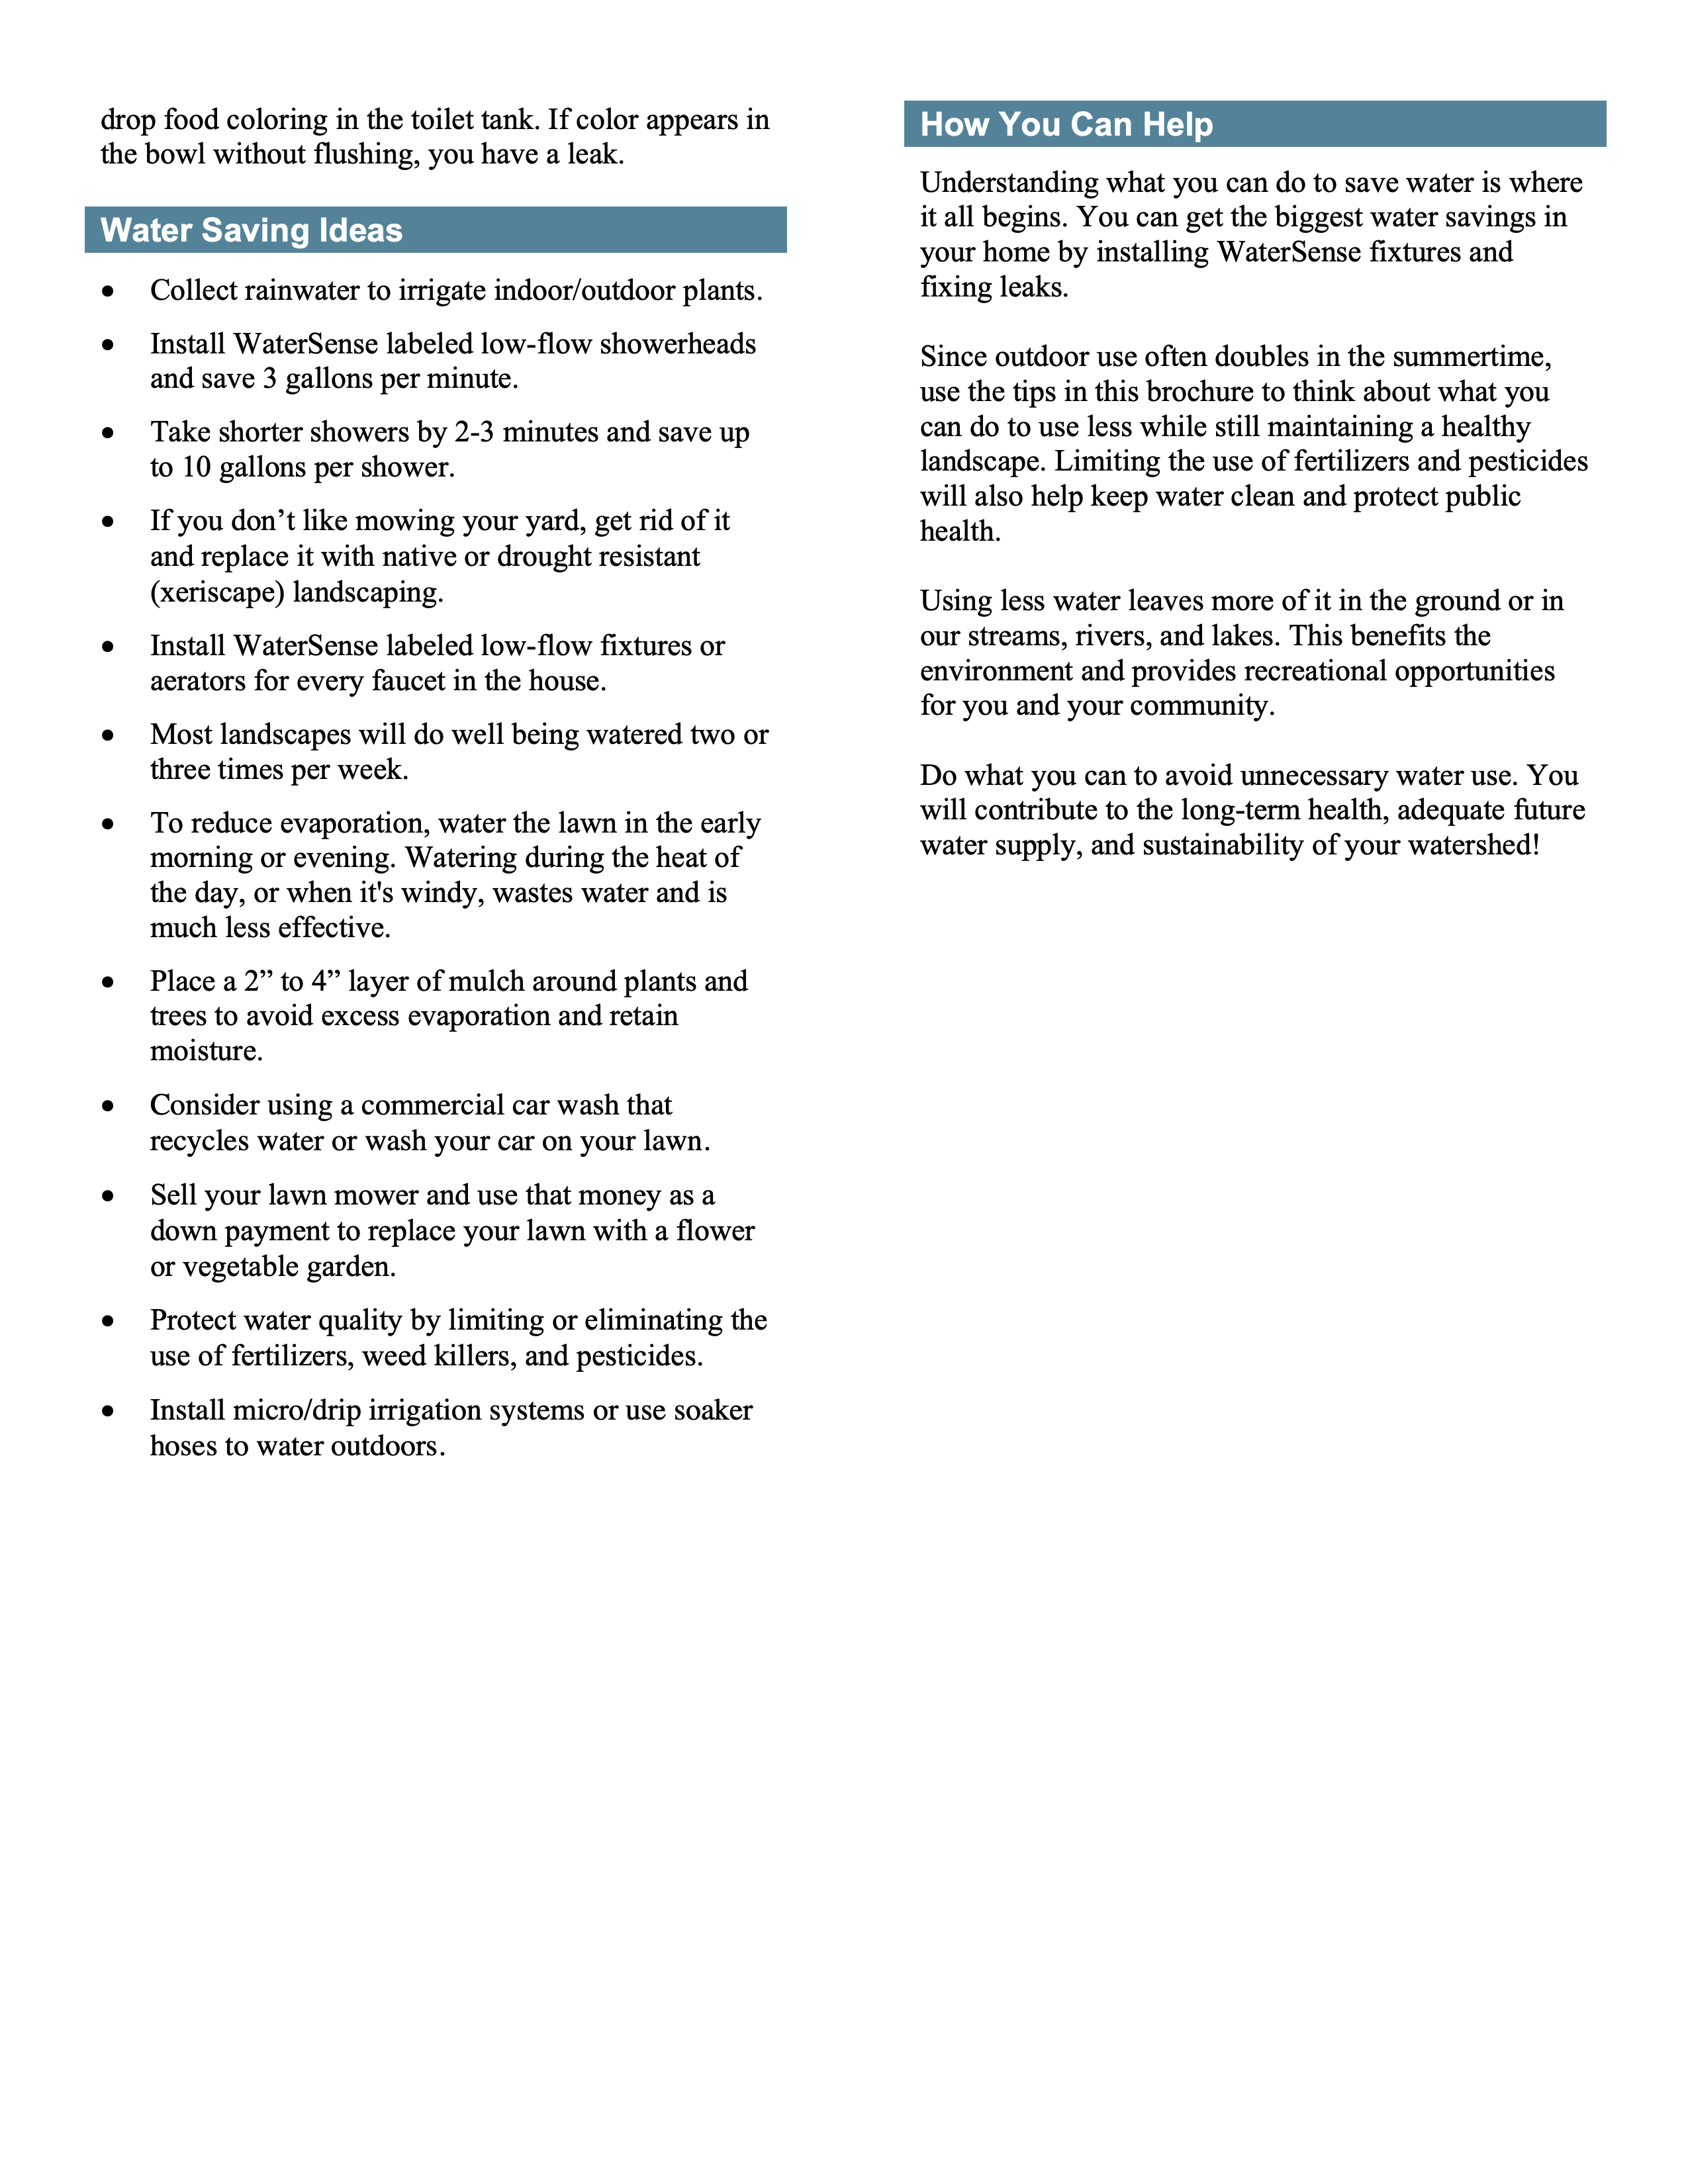 drop food coloring in the toilet tank. If color appears in
the bowl without flushing, you have a leak.
Water Saving Ideas
• Collect rainwater to irrigate indoor/outdoor plants.
• Install WaterSense labeled low-flow showerheads
and save 3 gallons per minute.
• Take shorter showers by 2-3 minutes and save up
to 10 gallons per shower.
• If you don’t like mowing your yard, get rid of it
and replace it with native or drought resistant
(xeriscape) landscaping.
• Install WaterSense labeled low-flow fixtures or
aerators for every faucet in the house.
• Most landscapes will do well being watered two or
three times per week.
• To reduce evaporation, water the lawn in the early
morning or evening. Watering during the heat of
the day, or when it's windy, wastes water and is
much less effective.
• Place a 2” to 4” layer of mulch around plants and
trees to avoid excess evaporation and retain
moisture.
• Consider using a commercial car wash that
recycles water or wash your car on your lawn.
• Sell your lawn mower and use that money as a
down payment to replace your lawn with a flower
or vegetable garden.
• Protect water quality by limiting or eliminating the
use of fertilizers, weed killers, and pesticides.
• Install micro/drip irrigation systems or use soaker
hoses to water outdoors.
How You Can Help
Understanding what you can do to save water is where
it all begins. You can get the biggest water savings in
your home by installing WaterSense fixtures and
fixing leaks.
Since outdoor use often doubles in the summertime,
use the tips in this brochure to think about what you
can do to use less while still maintaining a healthy
landscape. Limiting the use of fertilizers and pesticides
will also help keep water clean and protect public
health.
Using less water leaves more of it in the ground or in
our streams, rivers, and lakes. This benefits the
environment and provides recreational opportunities
for you and your community.
Do what you can to avoid unnecessary water use. You
will contribute to the long-term health, adequate future
water supply, and sustainability of your watershed!